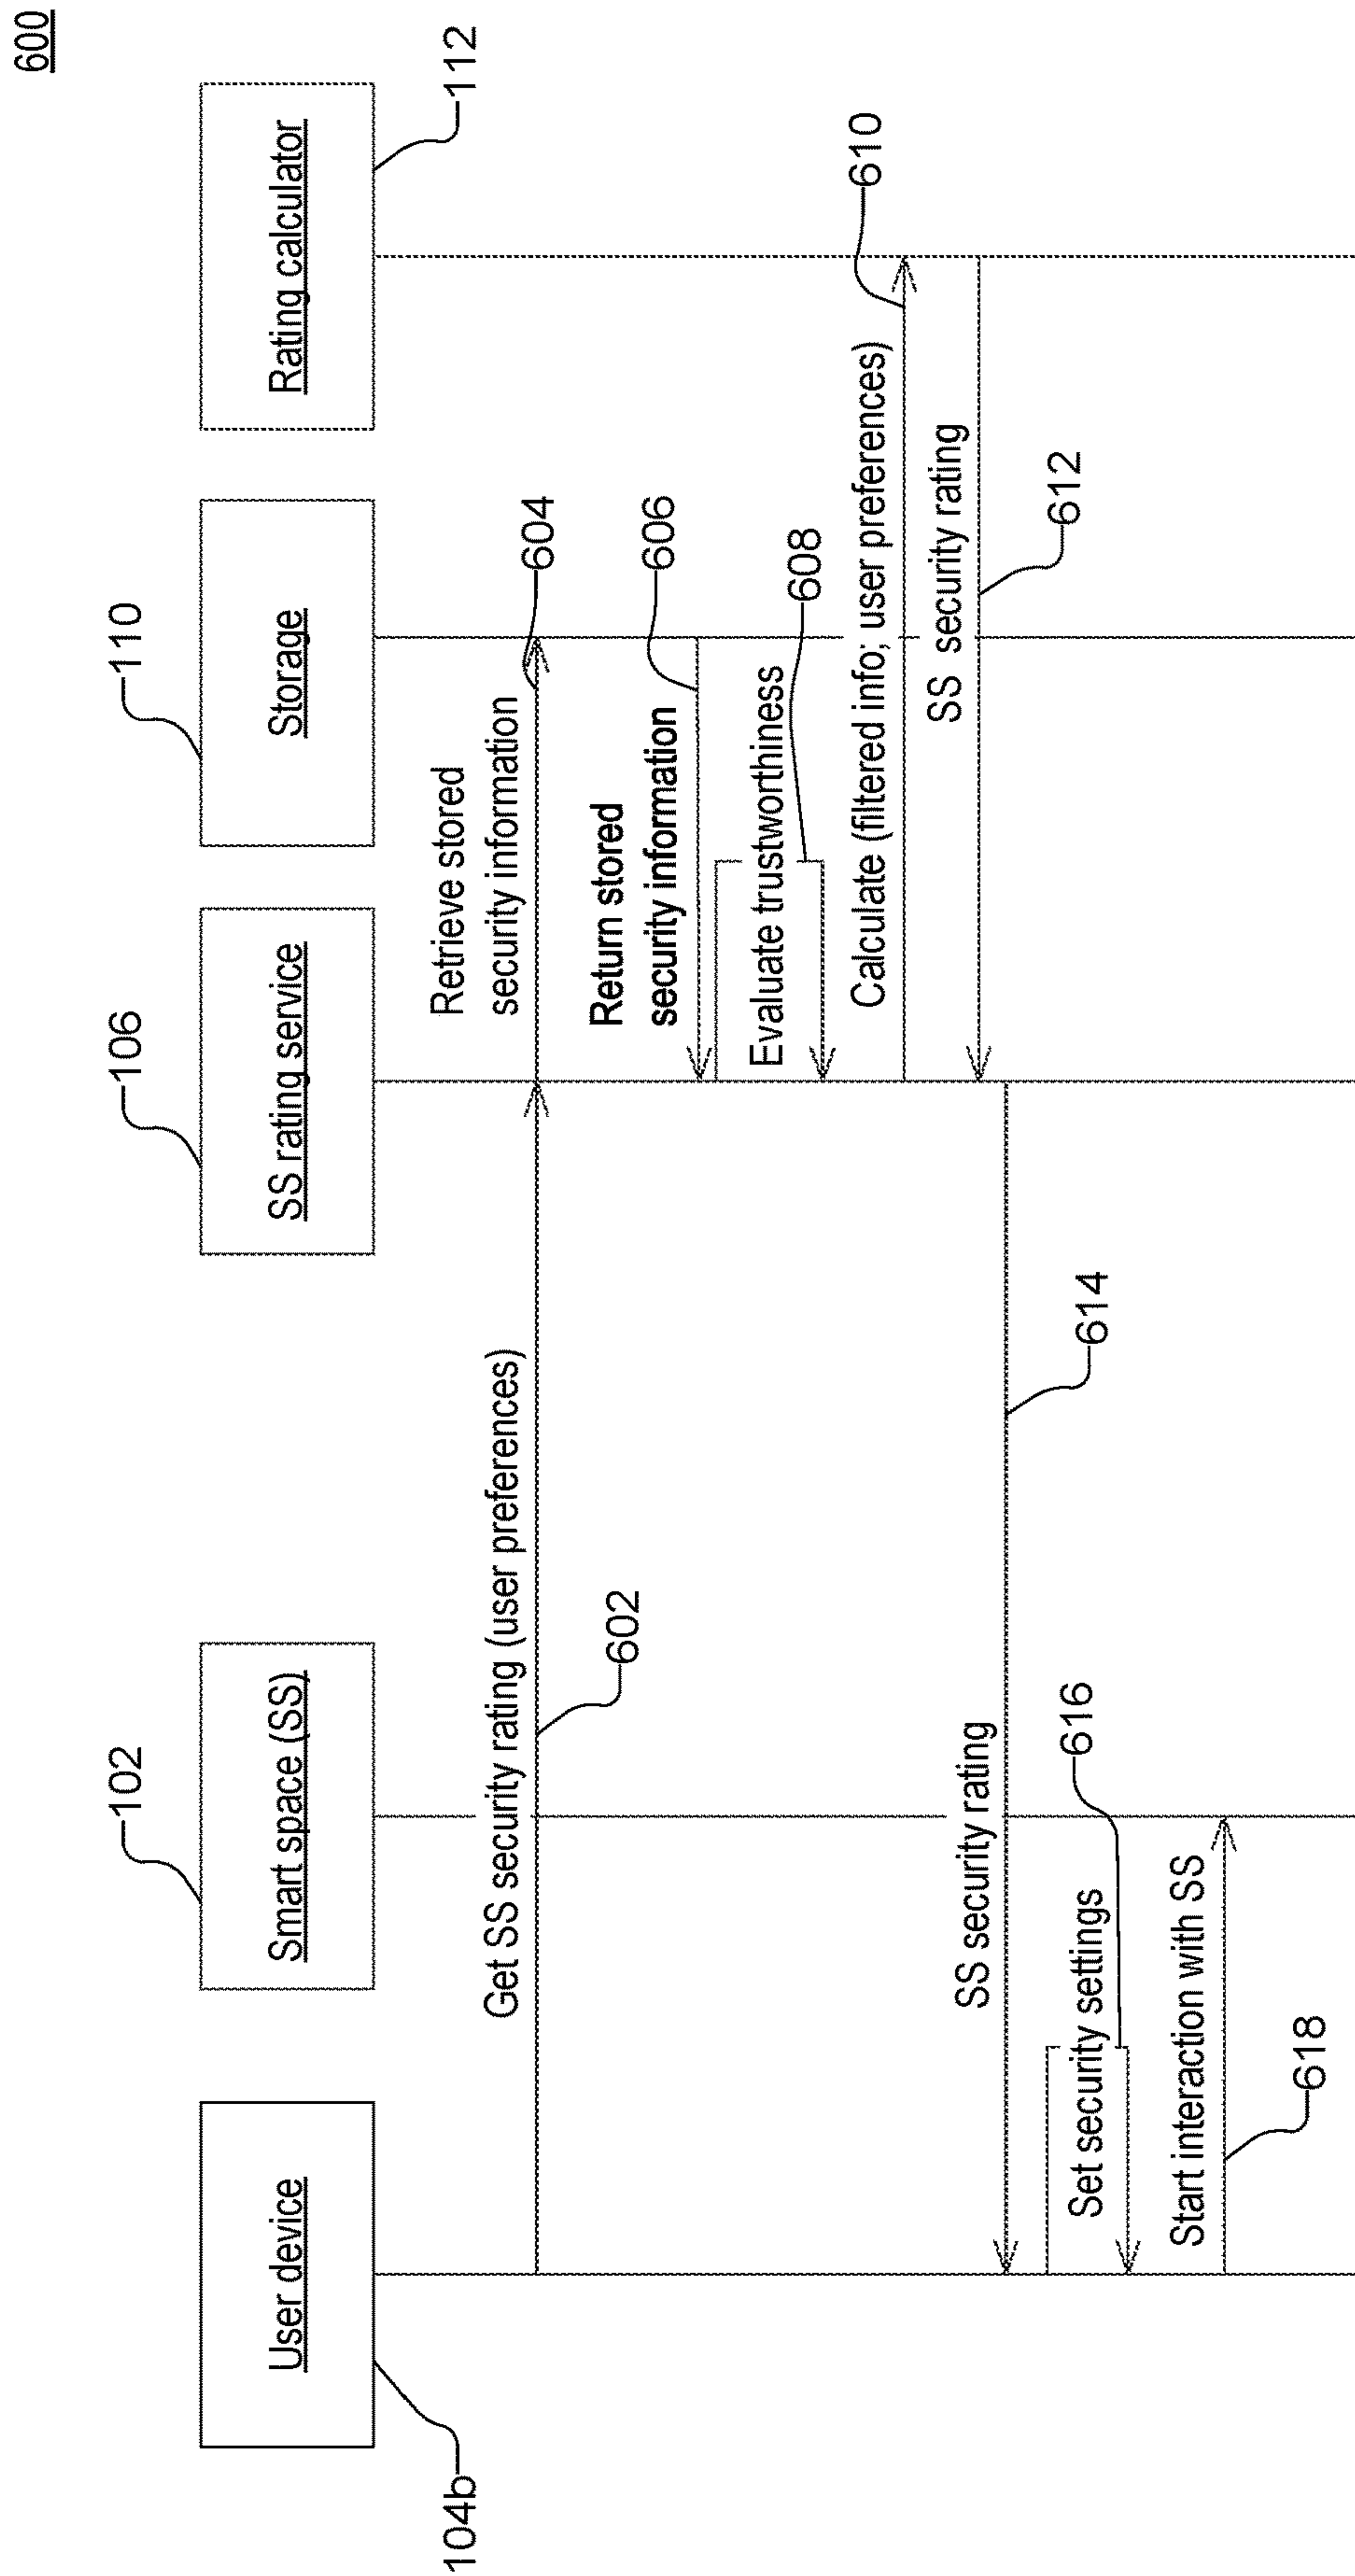 600
User device
104b
Smart space (SS)
102
SS rating service
106
Storage
110
Rating calculator
112
Get SS security rating (user preferences)
602
Retrieve stored
security information
604
Return stored
security information
606
Evaluate trustworthiness
608
Calculate (filtered info; user preferences)
610
SS security rating
612
SS security rating
614
Set security settings
616
Start interaction with SS
618